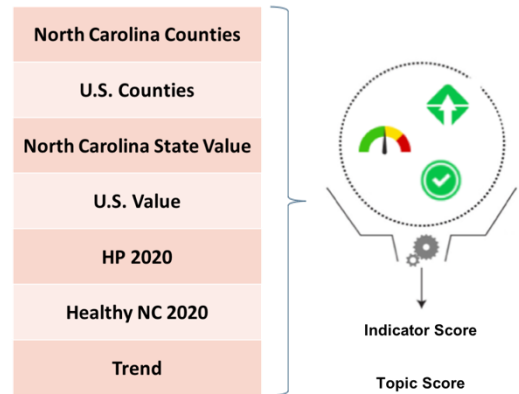 North Carolina Counties
U.S. Counties
North Carolina State Value
U.S. Value
HP 2020
Healthy NC 2020
Trend
Indicator Score
Topic Score